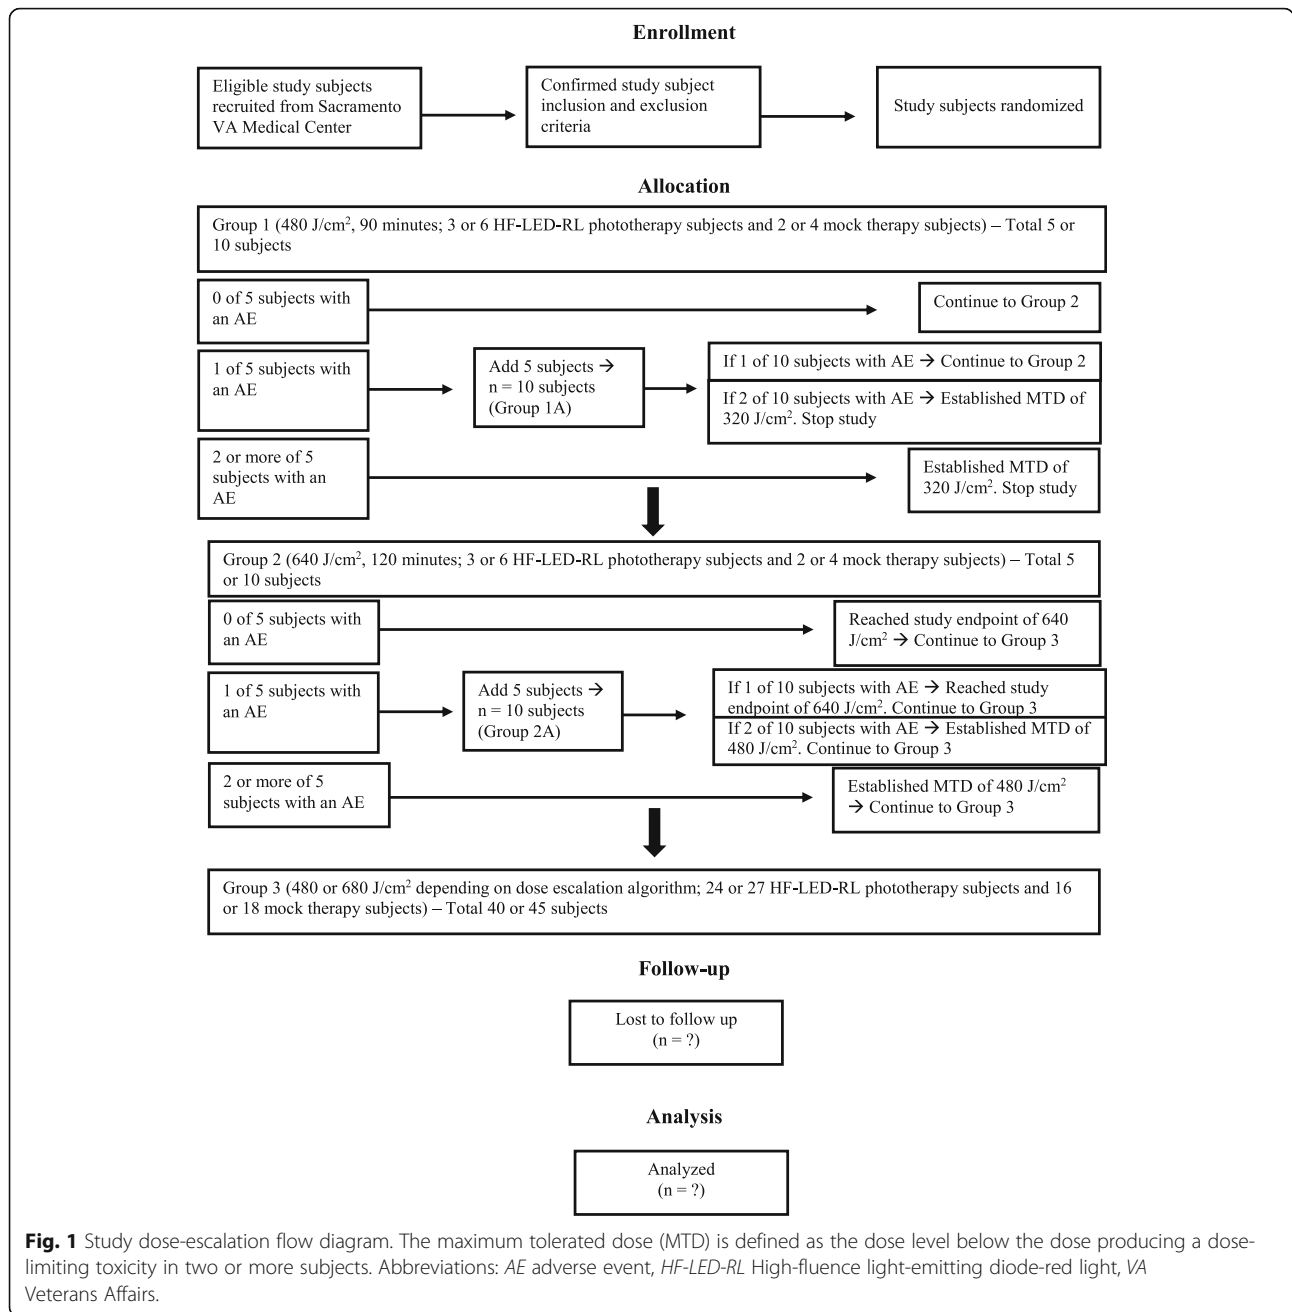 Enrollment
Eligible study subjects
recruited from Sacramento
VA Medical Center
Confirmed study subject
inclusion and exclusion
criteria
Study subjects randomized
Allocation
Group 1 (480 J/cm², 90 minutes; 3 or 6 HF-LED-RL phototherapy subjects and 2 or 4 mock therapy subjects) – Total 5 or
10 subjects
0 of 5 subjects with
an AE
Continue to Group 2
1 of 5 subjects with
an AE
Add 5 subjects →
n = 10 subjects
(Group 1A)
If 1 of 10 subjects with AE → Continue to Group 2
If 2 of 10 subjects with AE → Established MTD of
320 J/cm². Stop study
2 or more of 5
subjects with an
AE
Established MTD of
320 J/cm². Stop study
Group 2 (640 J/cm², 120 minutes; 3 or 6 HF-LED-RL phototherapy subjects and 2 or 4 mock therapy subjects) – Total 5
or 10 subjects
0 of 5 subjects with
an AE
Reached study endpoint of 640
J/cm² → Continue to Group 3
1 of 5 subjects with
an AE
Add 5 subjects →
n = 10 subjects
(Group 2A)
If 1 of 10 subjects with AE → Reached study
endpoint of 640 J/cm². Continue to Group 3
If 2 of 10 subjects with AE → Established MTD of
480 J/cm². Continue to Group 3
2 or more of 5
subjects with an AE
Established MTD of 480 J/cm²
→ Continue to Group 3
Group 3 (480 or 680 J/cm² depending on dose escalation algorithm; 24 or 27 HF-LED-RL phototherapy subjects and 16
or 18 mock therapy subjects) – Total 40 or 45 subjects
Follow-up
Lost to follow up
(n = ?)
Analysis
Analyzed
(n = ?)
Fig. 1 Study dose-escalation flow diagram. The maximum tolerated dose (MTD) is defined as the dose level below the dose producing a dose-
limiting toxicity in two or more subjects. Abbreviations: AE adverse event, HF-LED-RL High-fluence light-emitting diode-red light, VA
Veterans Affairs.